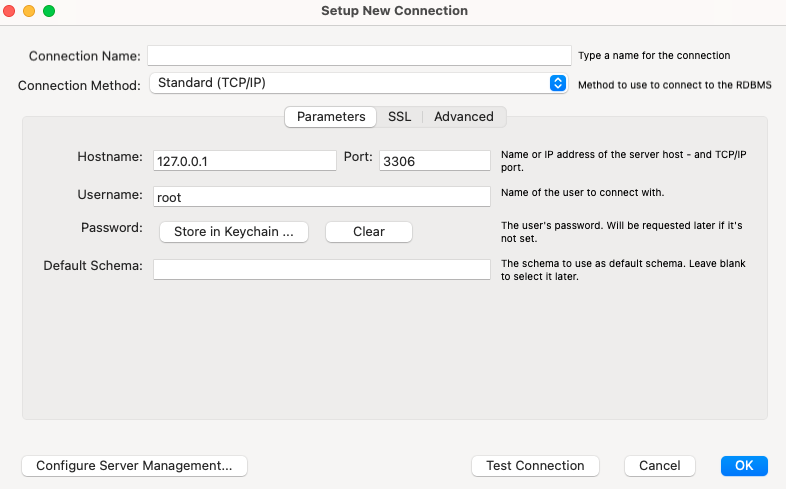 Setup New Connection
Connection Name:
Type a name for the connection
Connection Method: Standard (TCP/IP)
Method to use to connect to the RDBMS
Parameters SSL Advanced
Hostname: 127.0.0.1 Port: 3306
Name or IP address of the server host - and TCP/IP
port.
Username: root
Name of the user to connect with.
Password: Store in Keychain ... Clear
The user's password. Will be requested later if it's
not set.
Default Schema:
The schema to use as default schema. Leave blank
to select it later.
Configure Server Management... Test Connection Cancel OK